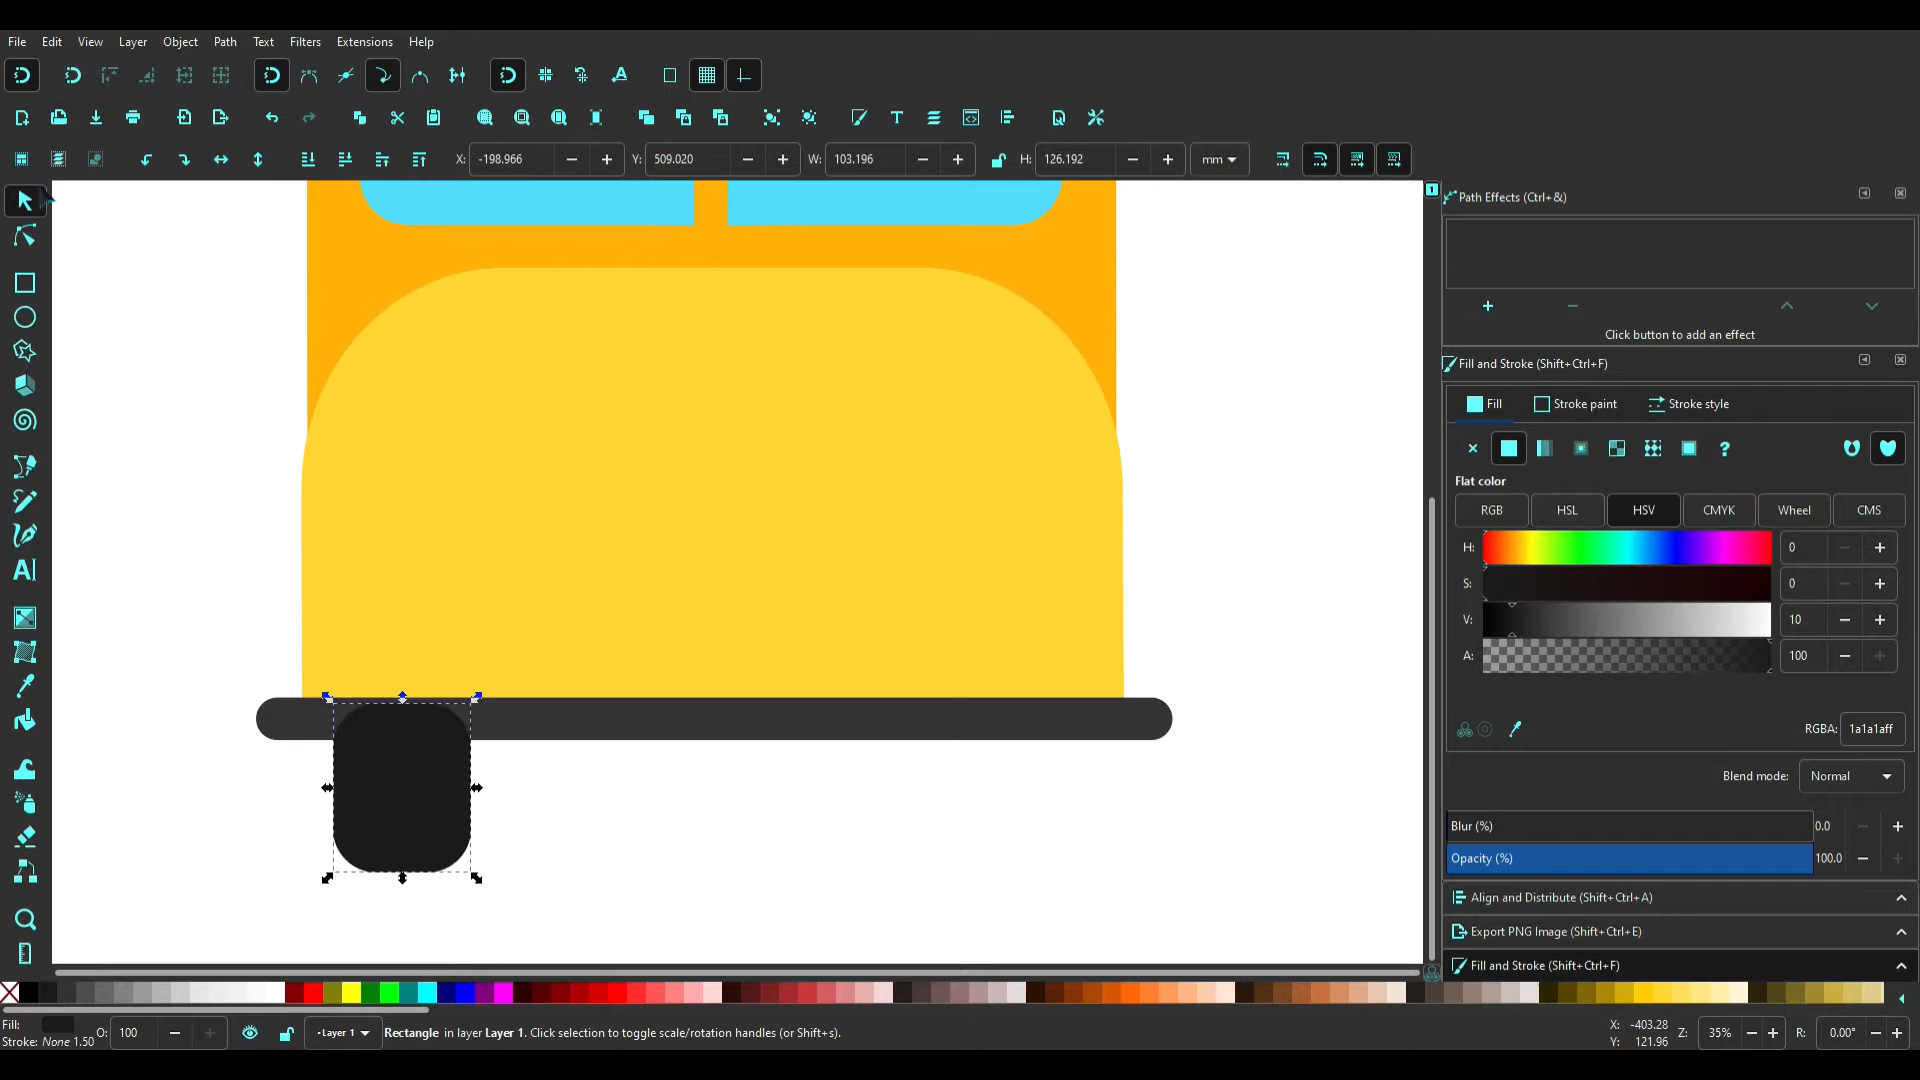 File Edit View Layer Object Path Text Filters Extensions Help
X: -198.966 Y: 509.020 W: 103.196 H: 126.192 mm
1
Path Effects (Ctrl+&)
Click button to add an effect
Fill and Stroke (Shift+Ctrl+F)
Fill Stroke paint Stroke style
?
Flat color
RGB HSL HSV CMYK Wheel CMS
H: 0
S: 0
V: 10
A: 100
RGBA: 1a1a1aff
Blend mode: Normal
Blur (%) 0.0
Opacity (%) 100.0
Align and Distribute (Shift+Ctrl+A)
Export PNG Image (Shift+Ctrl+E)
Fill and Stroke (Shift+Ctrl+F)
Fill:
Stroke: None 1.50
O: 100
Layer 1
Rectangle in layer Layer 1. Click selection to toggle scale/rotation handles (or Shift+s).
X: -403.28
Y: 121.96
Z: 35%
R: 0.00°